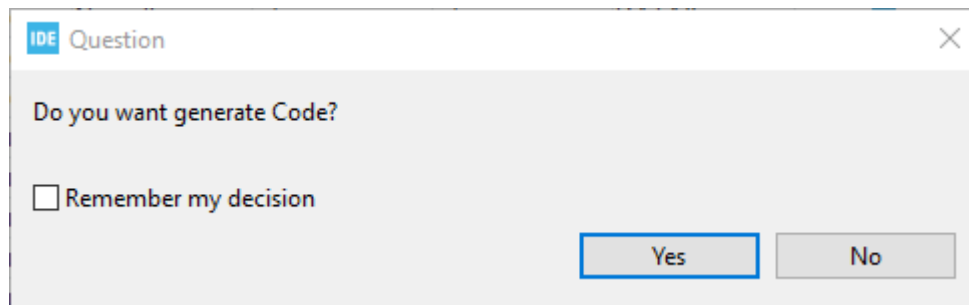 IDE Question
Do you want generate Code?
Remember my decision
Yes No